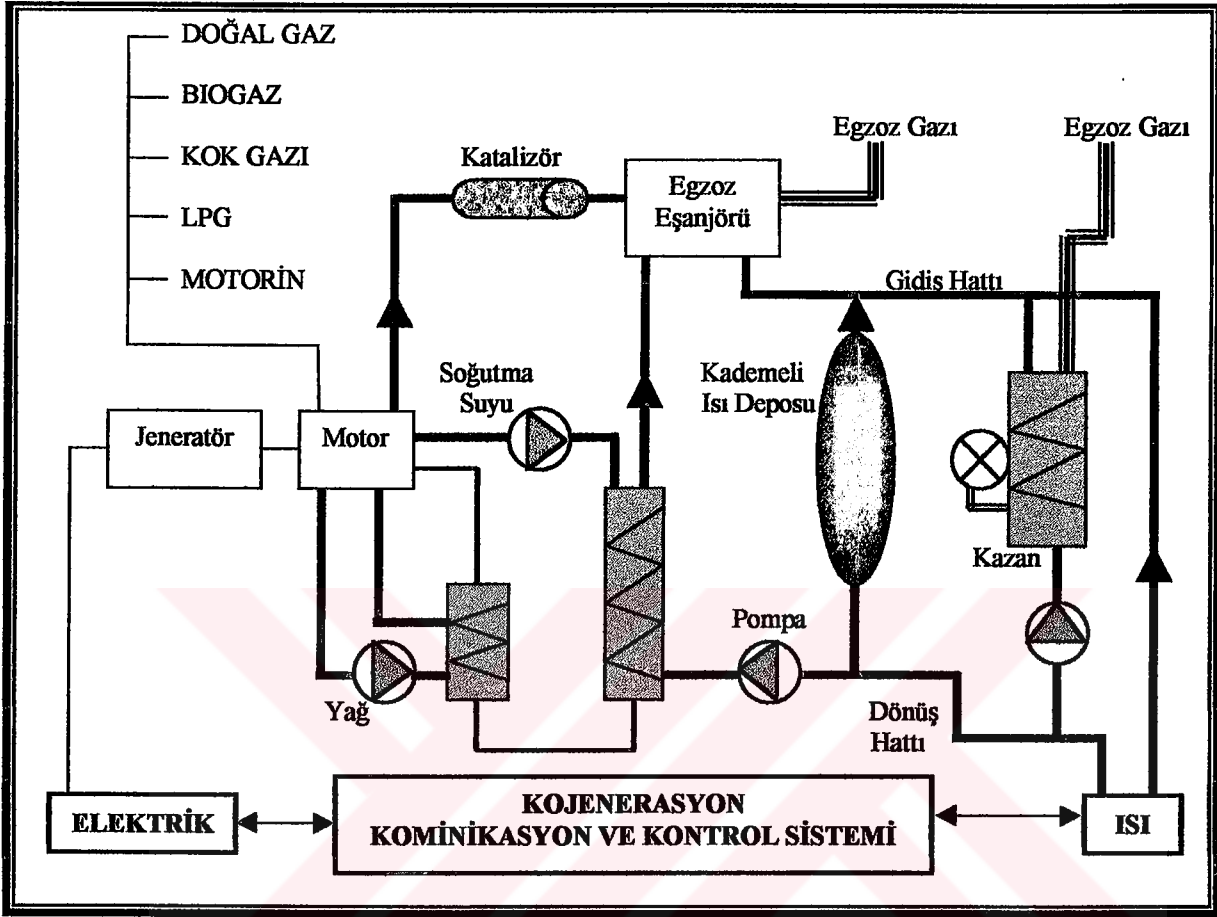 DOĞAL GAZ
BIOGAZ
KOK GAZI
LPG
MOTORİN
Katalizör
Egzoz
Eşanjörü
Egzoz Gazı
Egzoz Gazı
Gidiş Hattı
Soğutma
Suyu
Kademeli
Isı Deposu
Jeneratör
Motor
Kazan
Pompa
Yağ
Dönüş
Hattı
ELEKTRİK
KOJENERASYON
KOMİNİKASYON VE KONTROL SİSTEMİ
ISI